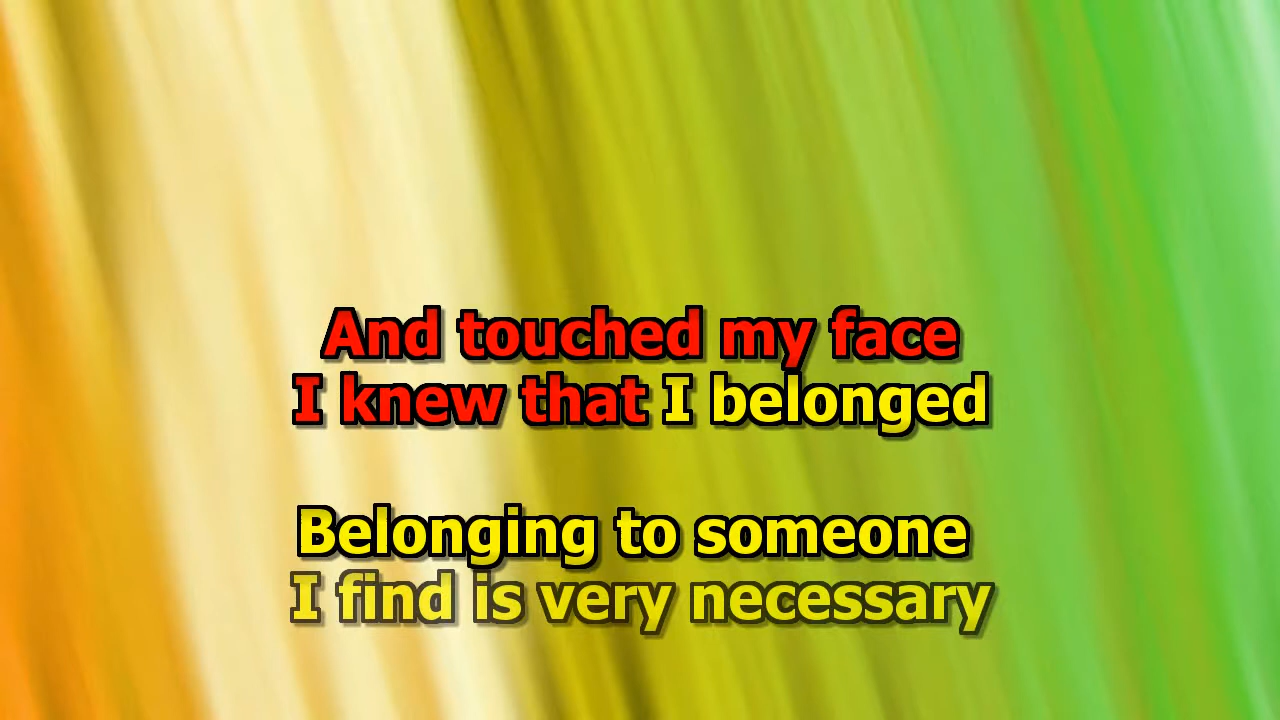 And touched my face
I knew that I belonged
Belonging to someone
I find is very necessary